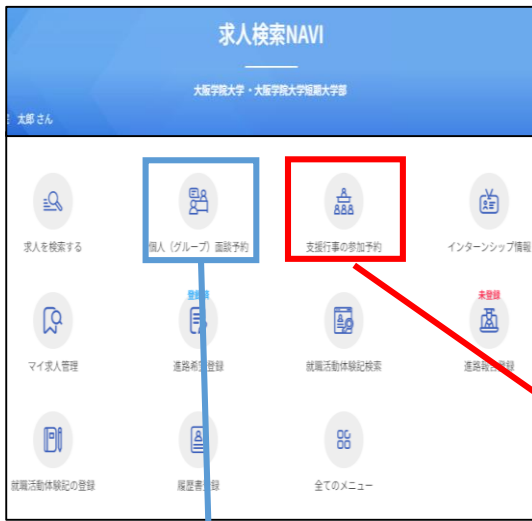 求人検索NAVI
大阪学院大学・大阪学院大学短期大学部
太郎 さん
求人を検索する
個人（グループ）面談予約
支援行事の参加予約
インターンシップ情報
未登録
マイ求人管理
進路希望登録
就職活動体験記検索
進路報告登録
就職活動体験記の登録
履歴書登録
全てのメニュー